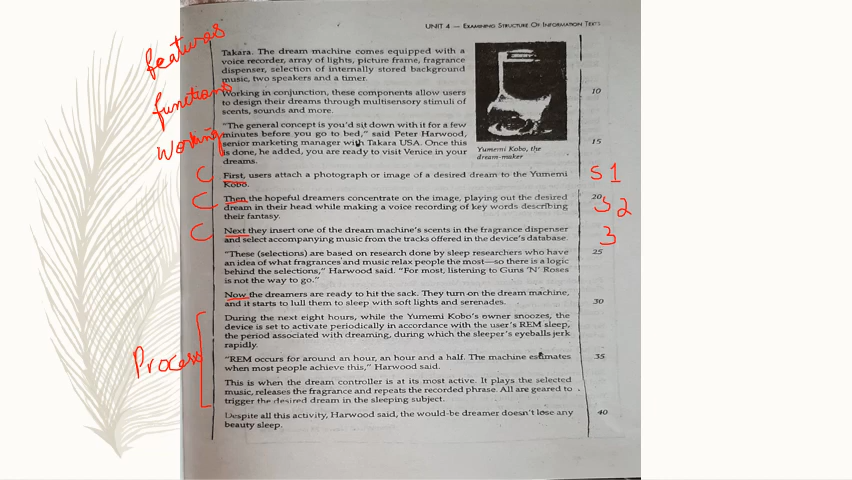 UNIT 4 — EXAMINING STRUCTURE OF INFORMATION TEXTS
features
Takara. The dream machine comes equipped with a
voice recorder, array of lights, picture frame, fragrance
dispenser, selection of internally stored background
music, two speakers and a timer.
functions
Working in conjunction, these components allow users
10
to design their dreams through multisensory stimuli of
scents, sounds and more.
Working
"The general concept is you'd sit down with it for a few
minutes before you go to bed," said Peter Harwood,
senior marketing manager with Takara USA. Once this
15
is done, he added, you are ready to visit Venice in your
dreams.
Yumemi Kobo, the
dream-maker
C First, users attach a photograph or image of a desired dream to the Yumemi
Kobo.
S 1
C Then the hopeful dreamers concentrate on the image, playing out the desired
20
dream in their head while making a voice recording of key words describing
their fantasy.
S 2
C Next they insert one of the dream machine's scents in the fragrance dispenser
and select accompanying music from the tracks offered in the device's database.
3
"These (selections) are based on research done by sleep researchers who have
25
an idea of what fragrances and music relax people the most—so there is a logic
behind the selections," Harwood said. "For most, listening to Guns 'N' Roses
is not the way to go."
Now the dreamers are ready to hit the sack. They turn on the dream machine,
and it starts to lull them to sleep with soft lights and serenades.
30
During the next eight hours, while the Yumemi Kobo's owner snoozes, the
device is set to activate periodically in accordance with the user's REM sleep,
the period associated with dreaming, during which the sleeper's eyeballs jerk
rapidly.
Process
"REM occurs for around an hour, an hour and a half. The machine estimates
35
when most people achieve this," Harwood said.
This is when the dream controller is at its most active. It plays the selected
music, releases the fragrance and repeats the recorded phrase. All are geared to
trigger the desired dream in the sleeping subject.
Despite all this activity, Harwood said, the would-be dreamer doesn't lose any
40
beauty sleep.